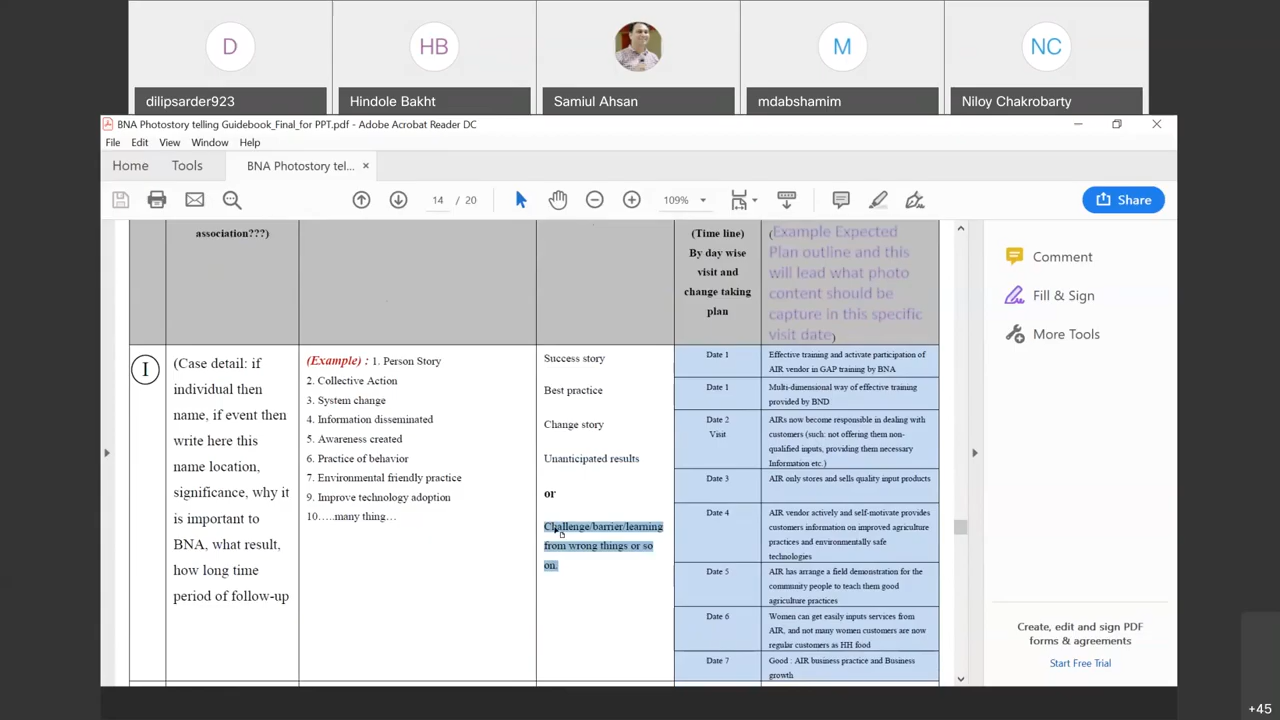 D
HB
M
NC
dilipsarder923
Hindole Bakht
Samiul Ahsan
mdabshamim
Niloy Chakrobarty
BNA Photostory telling Guidebook_Final_for PPT.pdf - Adobe Acrobat Reader DC
File Edit View Window Help
Home
Tools
BNA Photostory tel...
14 / 20
109%
Share
association???)
(Time line)
By day wise
visit and
change taking
plan
(Example Expected
Plan outline and this
will lead what photo
content should be
capture in this specific
visit date)
I
(Case detail: if
individual then
name, if event then
write here this
name location,
significance, why it
is important to
BNA, what result,
how long time
period of follow-up
(Example) : 1. Person Story
2. Collective Action
3. System change
4. Information disseminated
5. Awareness created
6. Practice of behavior
7. Environmental friendly practice
9. Improve technology adoption
10…..many thing…
Success story
Best practice
Change story
Unanticipated results
or
Challenge/barrier/learning
from wrong things or so
on.
Date 1
Effective training and activate participation of
AIR vendor in GAP training by BNA
Date 1
Multi-dimensional way of effective training
provided by BND
Date 2
Visit
AIRs now become responsible in dealing with
customers (such: not offering them non-
qualified inputs, providing them necessary
Information etc.)
Date 3
AIR only stores and sells quality input products
Date 4
AIR vendor actively and self-motivate provides
customers information on improved agriculture
practices and environmentally safe
technologies
Date 5
AIR has arrange a field demonstration for the
community people to teach them good
agriculture practices
Date 6
Women can get easily inputs services from
AIR, and not many women customers are now
regular customers as HH food
Date 7
Good : AIR business practice and Business
growth
Comment
Fill & Sign
More Tools
Create, edit and sign PDF
forms & agreements
Start Free Trial
+45